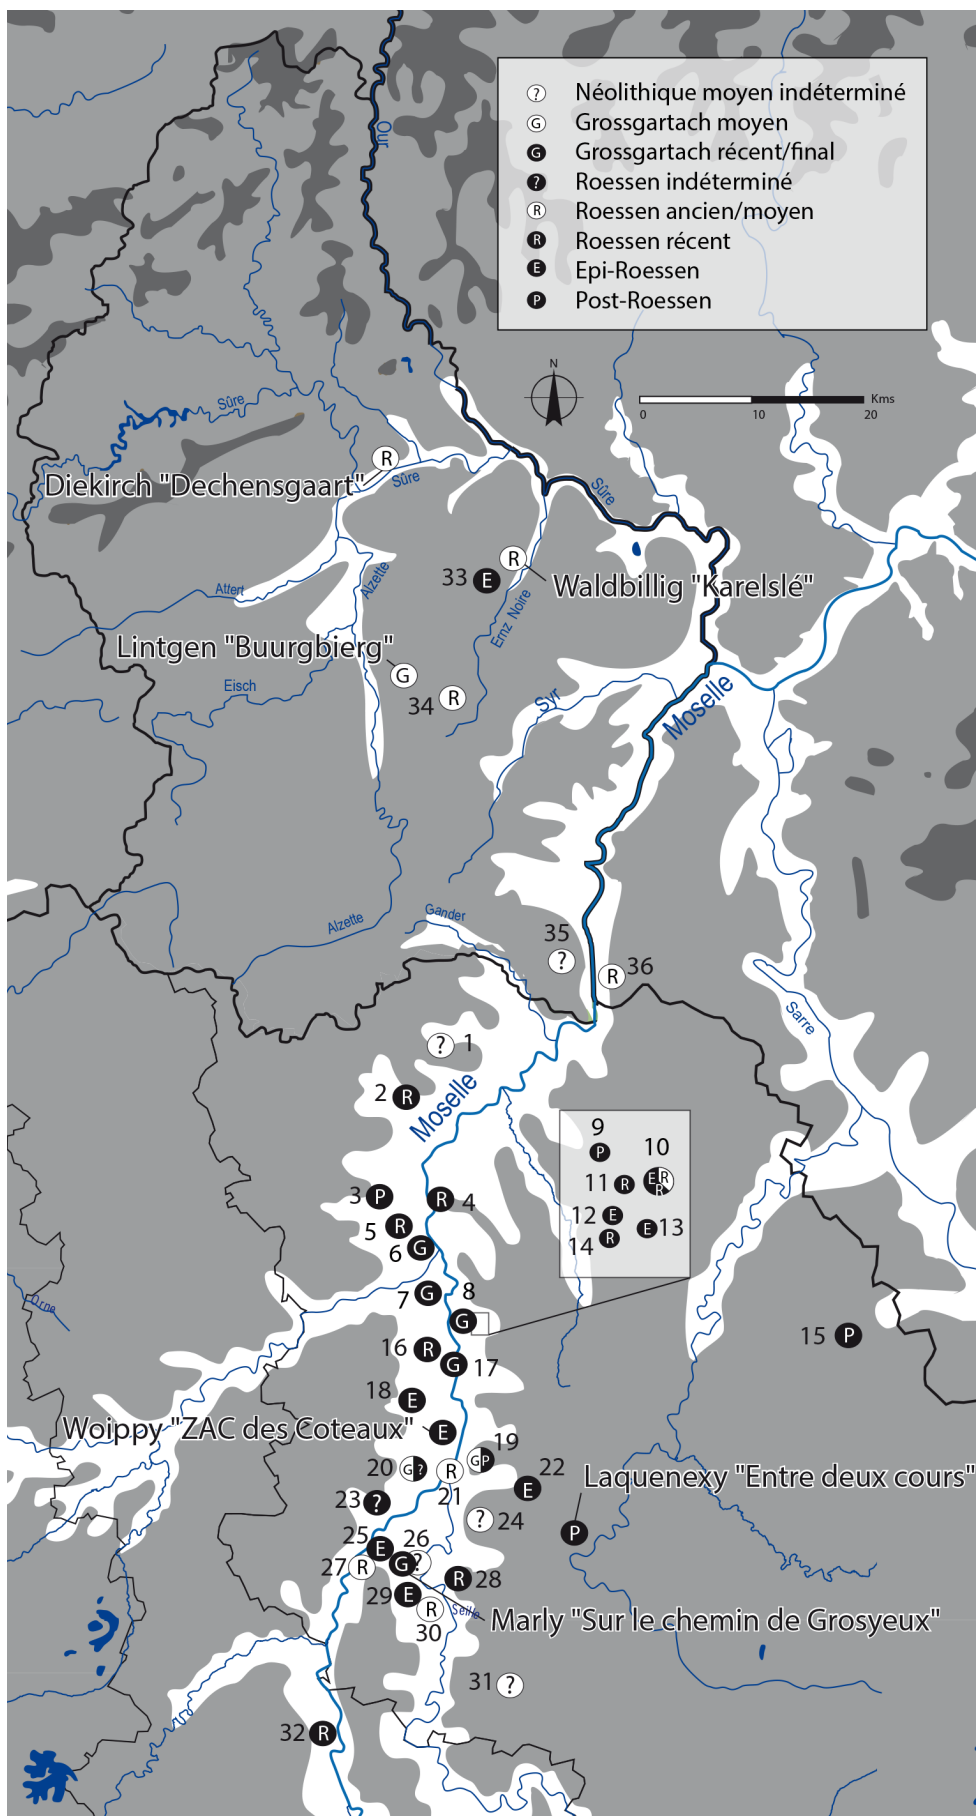 Our
? Néolithique moyen indéterminé
G Grossgartach moyen
G Grossgartach récent/final
? Roessen indéterminé
R Roessen ancien/moyen
R Roessen récent
E Epi-Roessen
P Post-Roessen
N
Kms
0 10 20
Sûre
R
Diekirch "Dechensgaart"
Sûre
Sûre
R
33 E
Waldbillig "Karelslé"
Alzette
Attert
Ernz Noire
Lintgen "Buurgbierg"
G
Eisch
34 R
Syr
Moselle
Gander
Alzette
35
?
R 36
Sarre
? 1
2 R
Moselle
9
P
10
E R
R
11 R
12 E
E 13
14 R
3 P
R 4
5 R
6 G
7 G
8
G
15 P
Orne
16 R
G 17
18 E
Woippy "ZAC des Coteaux"
E
19
G P
20 G ?
R
21
22
E
Laquenexy "Entre deux cours"
P
23 ?
? 24
25 E
26
G ?
27 R
R 28
29 E
R
30
Seille
Marly "Sur le chemin de Grosyeux"
31 ?
32 R